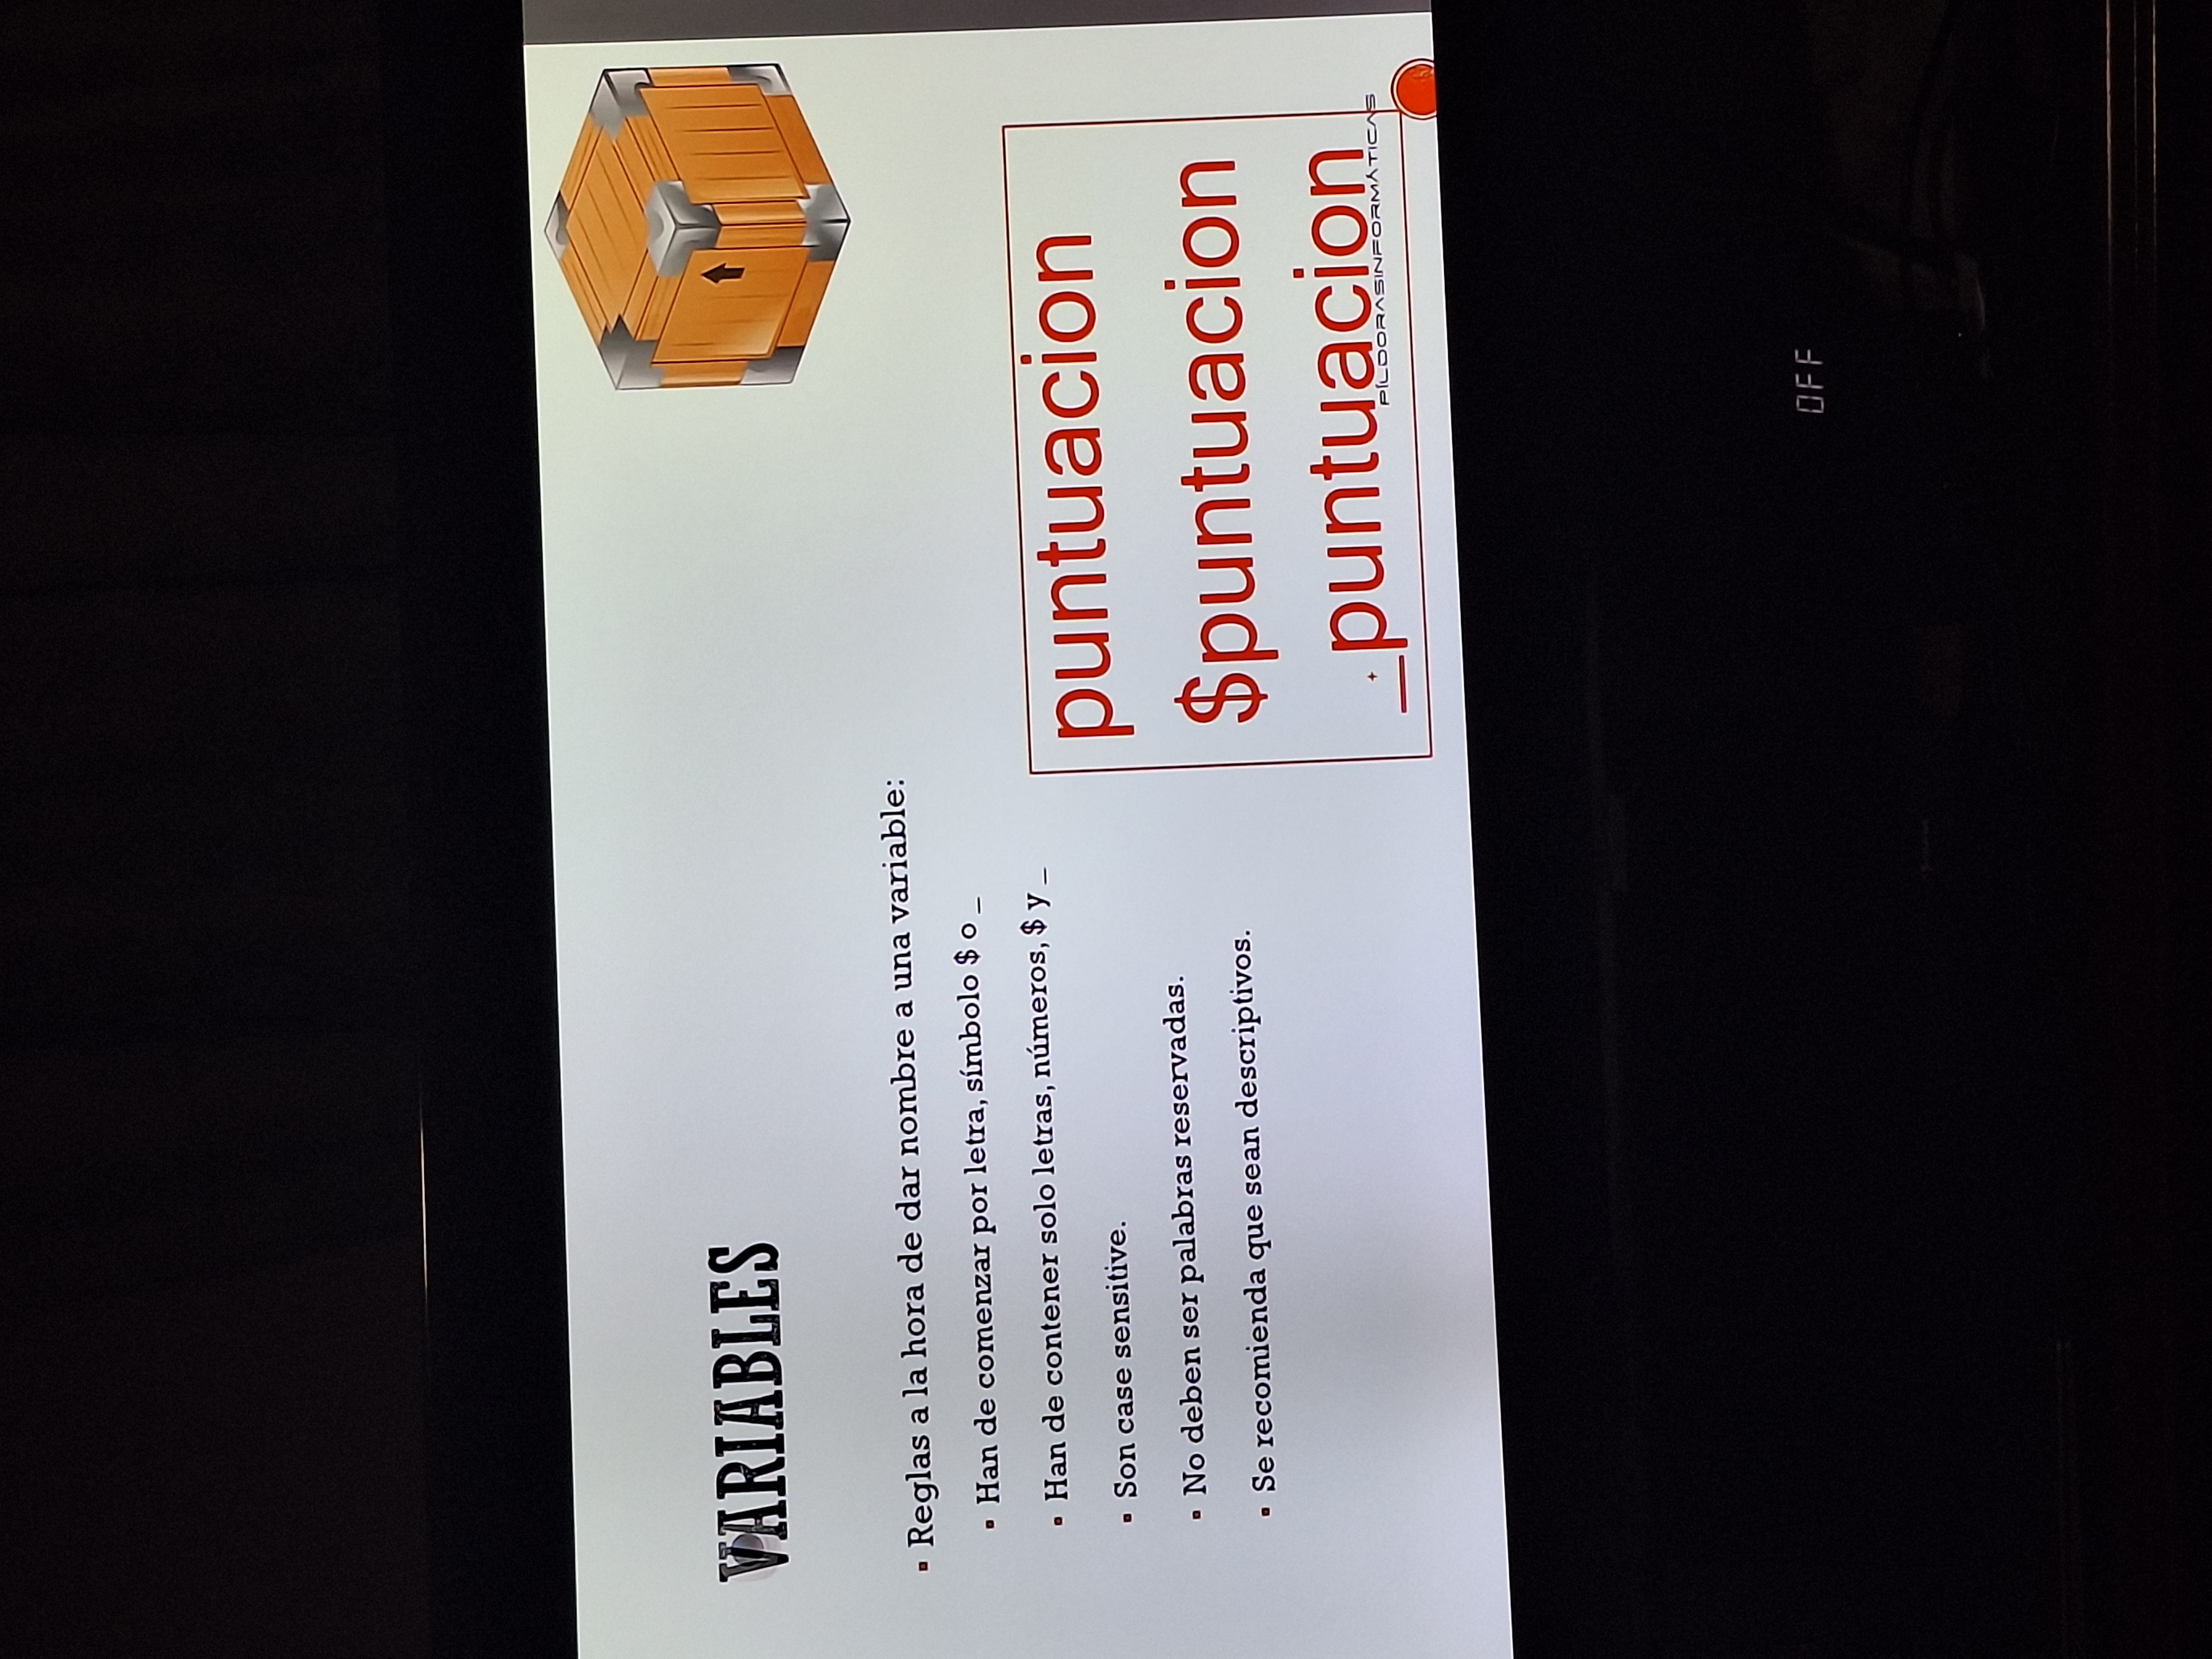 VARIABLES
Reglas a la hora de dar nombre a una variable:
Han de comenzar por letra, símbolo $ o _
Han de contener solo letras, números, $ y _
Son case sensitive.
No deben ser palabras reservadas.
Se recomienda que sean descriptivos.
puntuacion
$puntuacion
_puntuacion
PÍLDORASINFORMÁTICAS
OFF